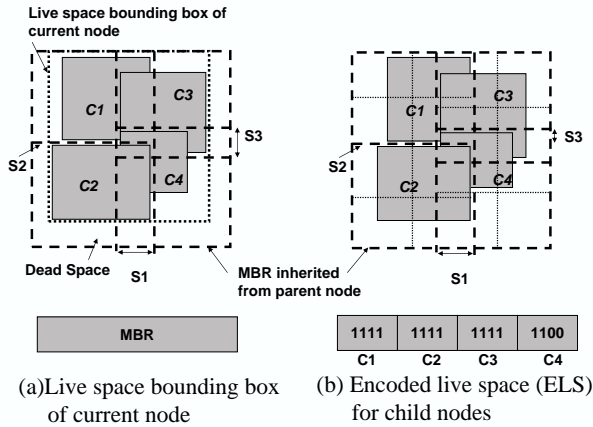 Live space bounding box of
current node
C1
C3
S3
S2
C2
C4
Dead Space
S1
MBR inherited
from parent node
C1
C3
S3
S2
C2
C4
S1
MBR
1111 1111 1111 1100
C1 C2 C3 C4
(a)Live space bounding box
of current node
(b) Encoded live space (ELS)
for child nodes